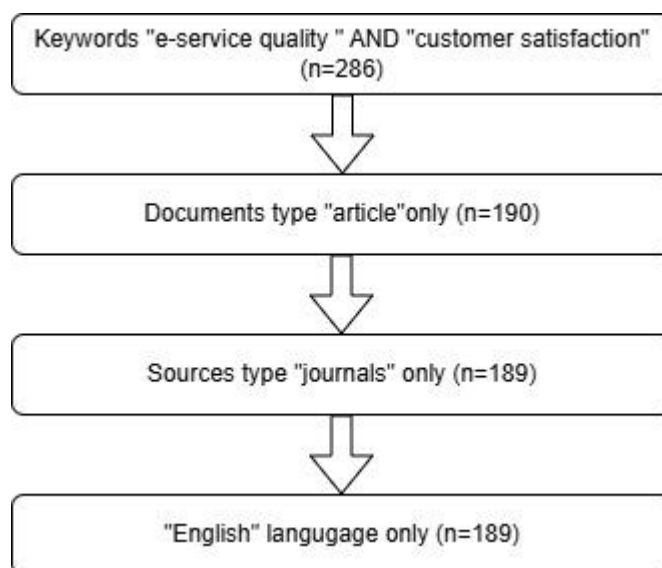 Keywords "e-service quality " AND "customer satisfaction"
(n=286)
Documents type "article"only (n=190)
Sources type "journals" only (n=189)
"English" langugage only (n=189)